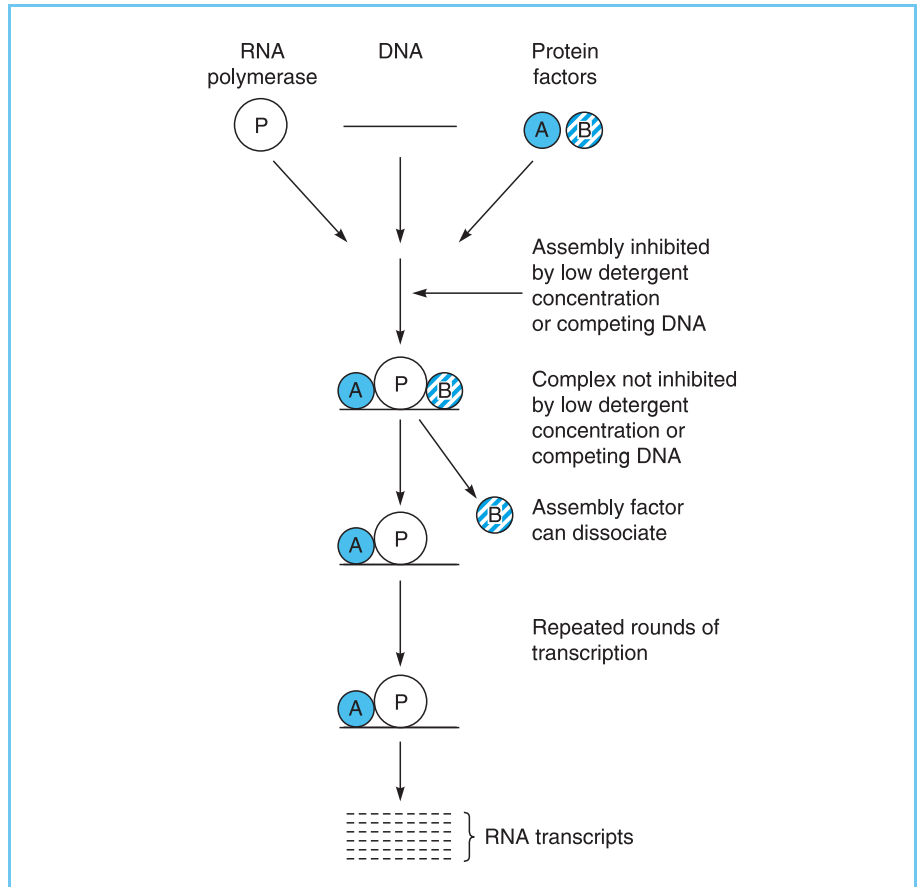 RNA
polymerase
DNA
Protein
factors
P
A
B
Assembly inhibited
by low detergent
concentration
or competing DNA
A
P
B
Complex not inhibited
by low detergent
concentration or
competing DNA
B
Assembly factor
can dissociate
A
P
Repeated rounds of
transcription
A
P
RNA transcripts